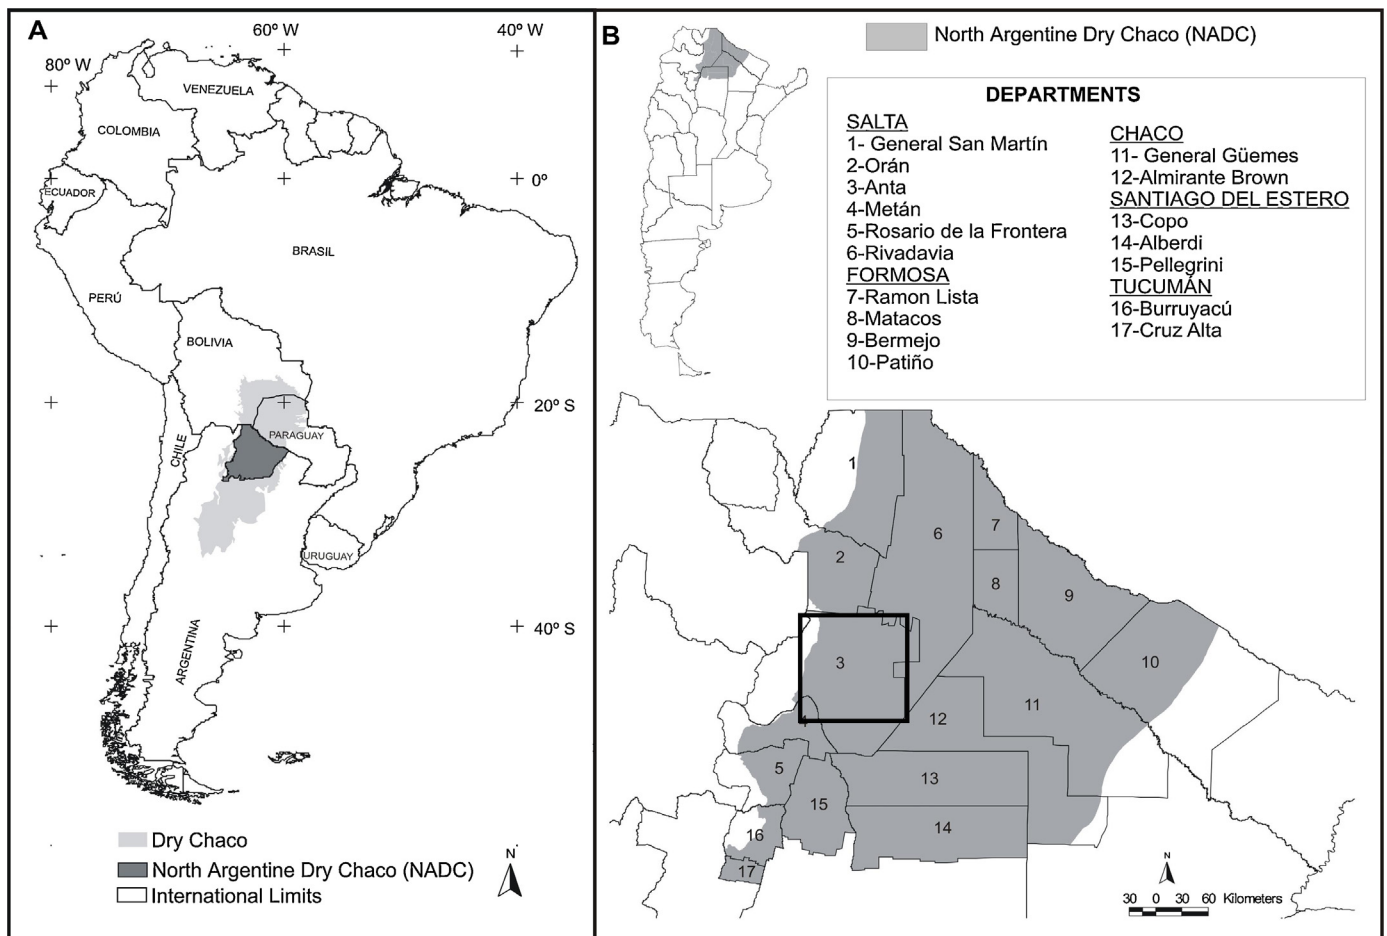 A
60º W
40º W
80º W
VENEZUELA
COLOMBIA
0º
ECUADOR
BRASIL
PERÚ
BOLIVIA
20º S
PARAGUAY
CHILE
URUGUAY
40º S
ARGENTINA
Dry Chaco
North Argentine Dry Chaco (NADC)
International Limits
N
B
North Argentine Dry Chaco (NADC)
DEPARTMENTS
SALTA
1- General San Martín
2-Orán
3-Anta
4-Metán
5-Rosario de la Frontera
6-Rivadavia
FORMOSA
7-Ramon Lista
8-Matacos
9-Bermejo
10-Patiño
CHACO
11- General Güemes
12-Almirante Brown
SANTIAGO DEL ESTERO
13-Copo
14-Alberdi
15-Pellegrini
TUCUMÁN
16-Burruyacú
17-Cruz Alta
1
6
7
2
8
9
3
10
11
12
4
5
13
15
14
16
17
N
30 0 30 60 Kilometers